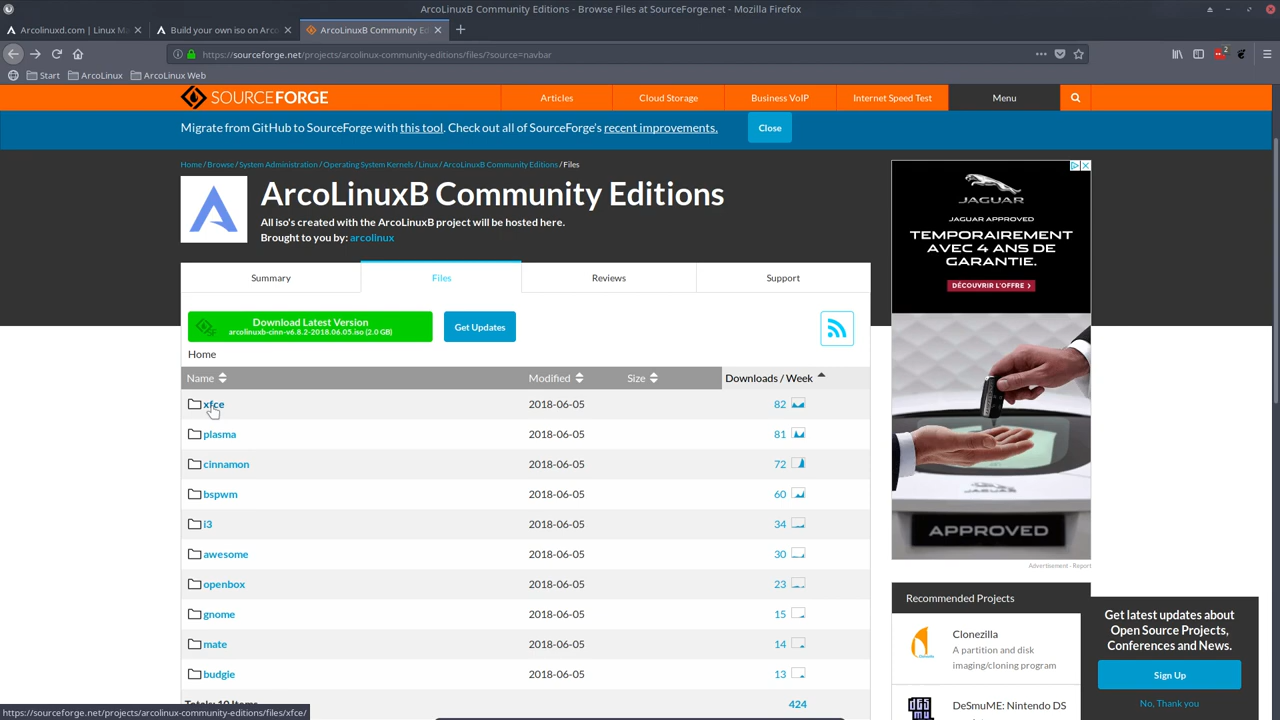 ArcoLinuxB Community Editions - Browse Files at SourceForge.net - Mozilla Firefox
Arcolinuxd.com | Linux M
Build your own iso on Arco
ArcoLinuxB Community Edi
https://sourceforge.net/projects/arcolinux-community-editions/files/?source=navbar
2
Start
ArcoLinux
ArcoLinux Web
SOURCEFORGE
Articles
Cloud Storage
Business VoIP
Internet Speed Test
Menu
Migrate from GitHub to SourceForge with this tool. Check out all of SourceForge's recent improvements.
Close
Home / Browse / System Administration / Operating System Kernels / Linux / ArcoLinuxB Community Editions / Files
ArcoLinuxB Community Editions
All iso's created with the ArcoLinuxB project will be hosted here.
Brought to you by: arcolinux
Summary
Files
Reviews
Support
Download Latest Version
arcolinuxb-cinn-v6.8.2-2018.06.05.iso (2.0 GB)
Get Updates
Home
Name Modified Size Downloads / Week
xfce 2018-06-05 82
plasma 2018-06-05 81
cinnamon 2018-06-05 72
bspwm 2018-06-05 60
i3 2018-06-05 34
awesome 2018-06-05 30
openbox 2018-06-05 23
gnome 2018-06-05 15
mate 2018-06-05 14
budgie 2018-06-05 13
Totals: 10 Items 424
JAGUAR
JAGUAR APPROVED
TEMPORAIREMENT
AVEC 4 ANS DE
GARANTIE.
DÉCOUVRIR L'OFFRE
APPROVED
Advertisement - Report
Recommended Projects
Clonezilla
A partition and disk
imaging/cloning program
DeSmuME: Nintendo DS
Get latest updates about
Open Source Projects,
Conferences and News.
Sign Up
No, Thank you
https://sourceforge.net/projects/arcolinux-community-editions/files/xfce/